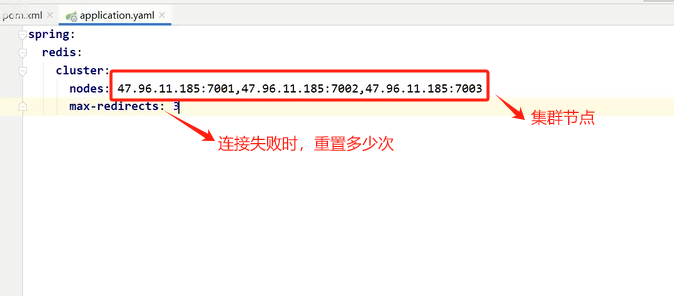 pom.xml application.yaml
spring:
redis:
cluster:
nodes: 47.96.11.185:7001,47.96.11.185:7002,47.96.11.185:7003
max-redirects: 3
集群节点
连接失败时，重置多少次